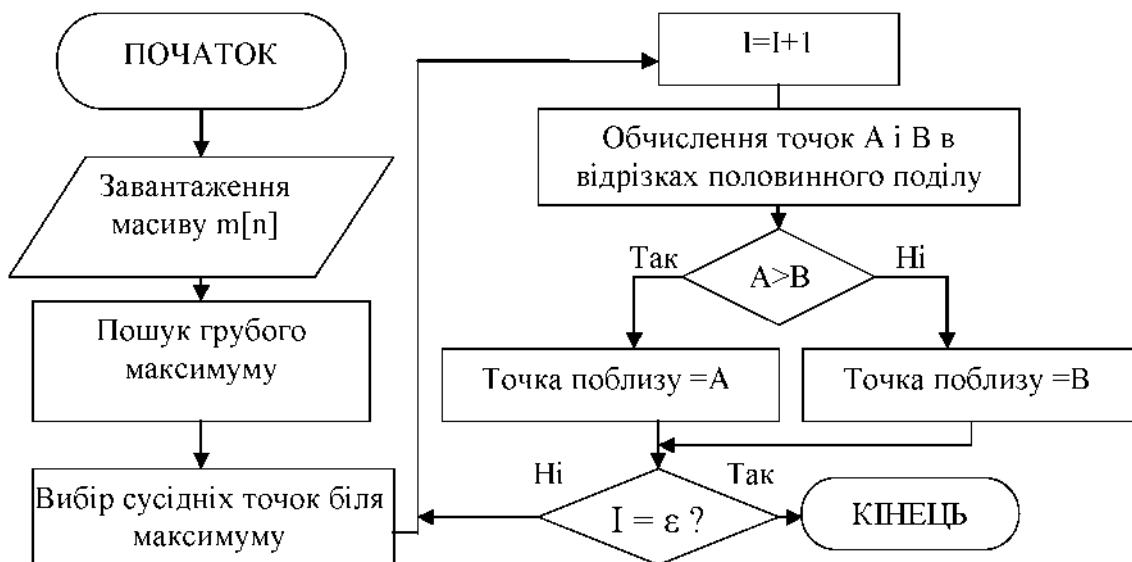 ПОЧАТОК
Завантаження
масиву m[n]
Пошук грубого
максимуму
Вибір сусідніх точок біля
максимуму
I=I+1
Обчислення точок А і В в
відрізках половинного поділу
Так
A>B
Ні
Точка поблизу =А
Точка поблизу =В
Ні
Так
I = ε ?
КІНЕЦЬ